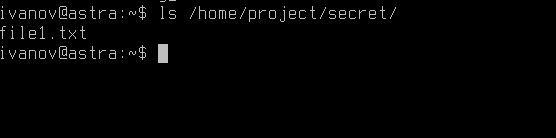 ivanov@astra:~$ ls /home/project/secret/
file1.txt
ivanov@astra:~$